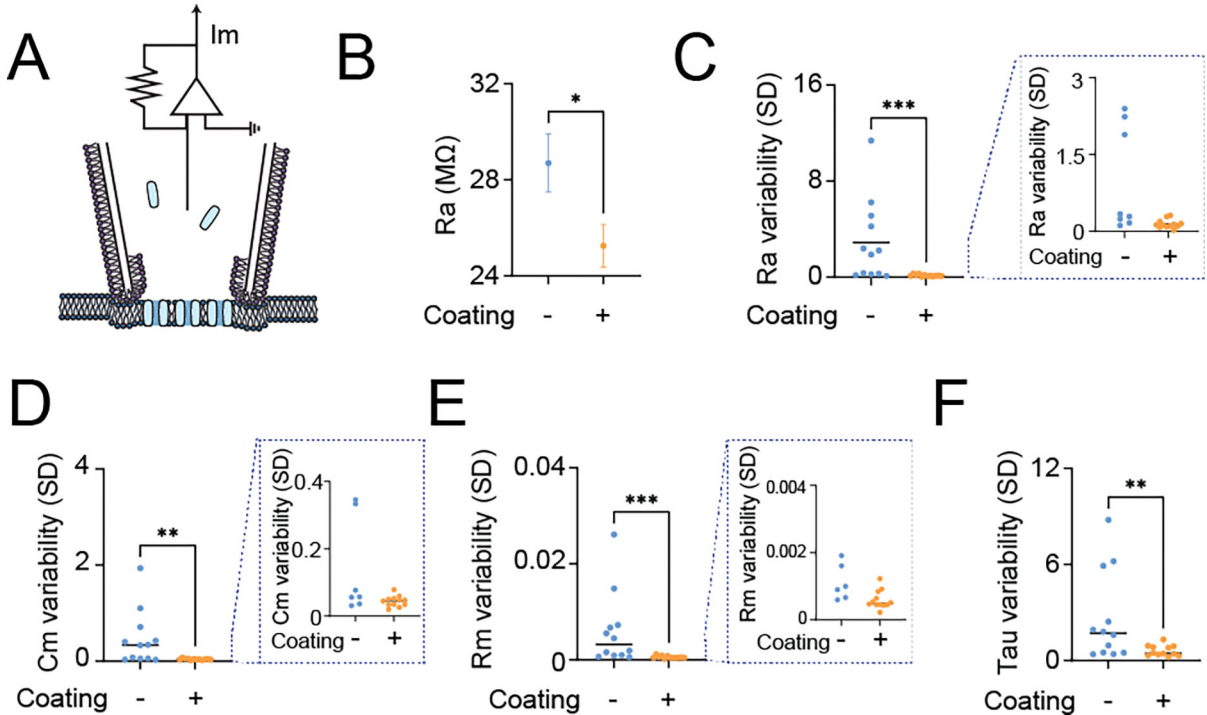 A
Im
B
Ra (MΩ)
32
28
24
*
Coating - +
C
Ra variability (SD)
16
8
0
***
Coating - +
Ra variability (SD)
3
1.5
0
Coating - +
D
Cm variability (SD)
4
2
0
**
Coating - +
Cm variability (SD)
0.4
0.2
0
Coating - +
E
Rm variability (SD)
0.04
0.02
0
***
Coating - +
Rm variability (SD)
0.004
0.002
0
Coating - +
F
Tau variability (SD)
12
6
0
**
Coating - +